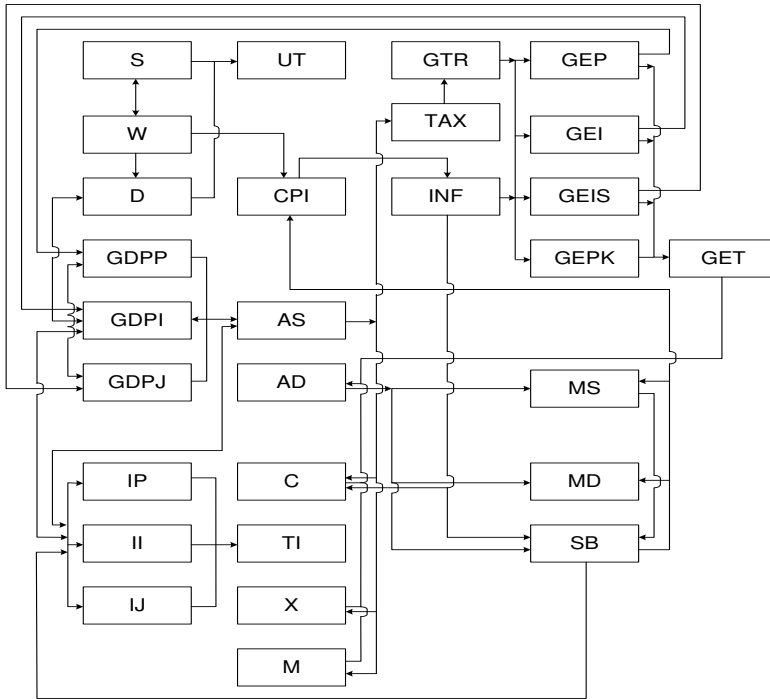 S UT GTR GEP
W TAX GEI
D CPI INF GEIS
GDPP GEPK GET
GDPI AS
GDPJ AD MS
IP C MD
II TI SB
IJ X
M